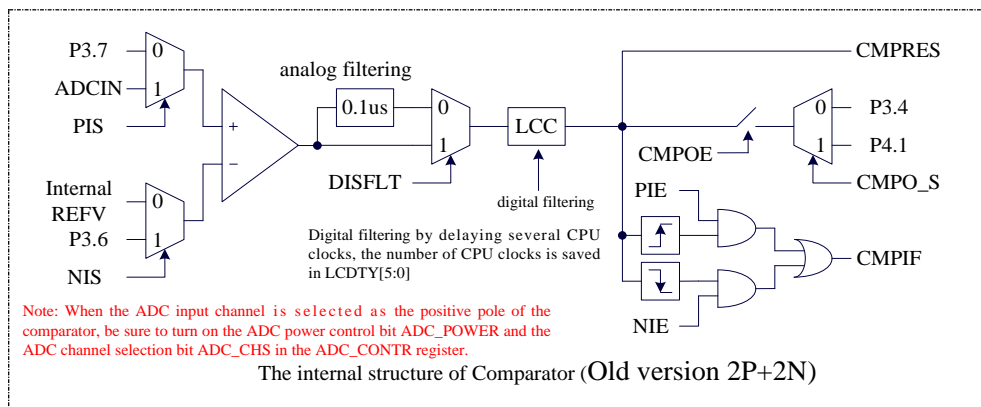 P3.7
0
ADCIN
1
PIS
Internal
REFV
0
P3.6
1
NIS
+
−
analog filtering
0.1us
0
1
DISFLT
LCC
digital filtering
Digital filtering by delaying several CPU
clocks, the number of CPU clocks is saved
in LCDTY[5:0]
CMPRES
CMPOE
0
P3.4
1
P4.1
CMPO_S
PIE
NIE
CMPIF
Note: When the ADC input channel is selected as the positive pole of the
comparator, be sure to turn on the ADC power control bit ADC_POWER and the
ADC channel selection bit ADC_CHS in the ADC_CONTR register.
The internal structure of Comparator (Old version 2P+2N)